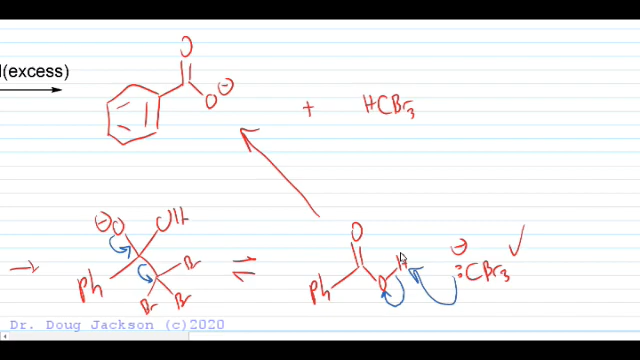 O
l(excess)
O ⊖
+ HCBr3
⊖O OH
O
H
⊖
Ph Br
Br Br
Ph O :CBr3
Dr. Doug Jackson (c)2020